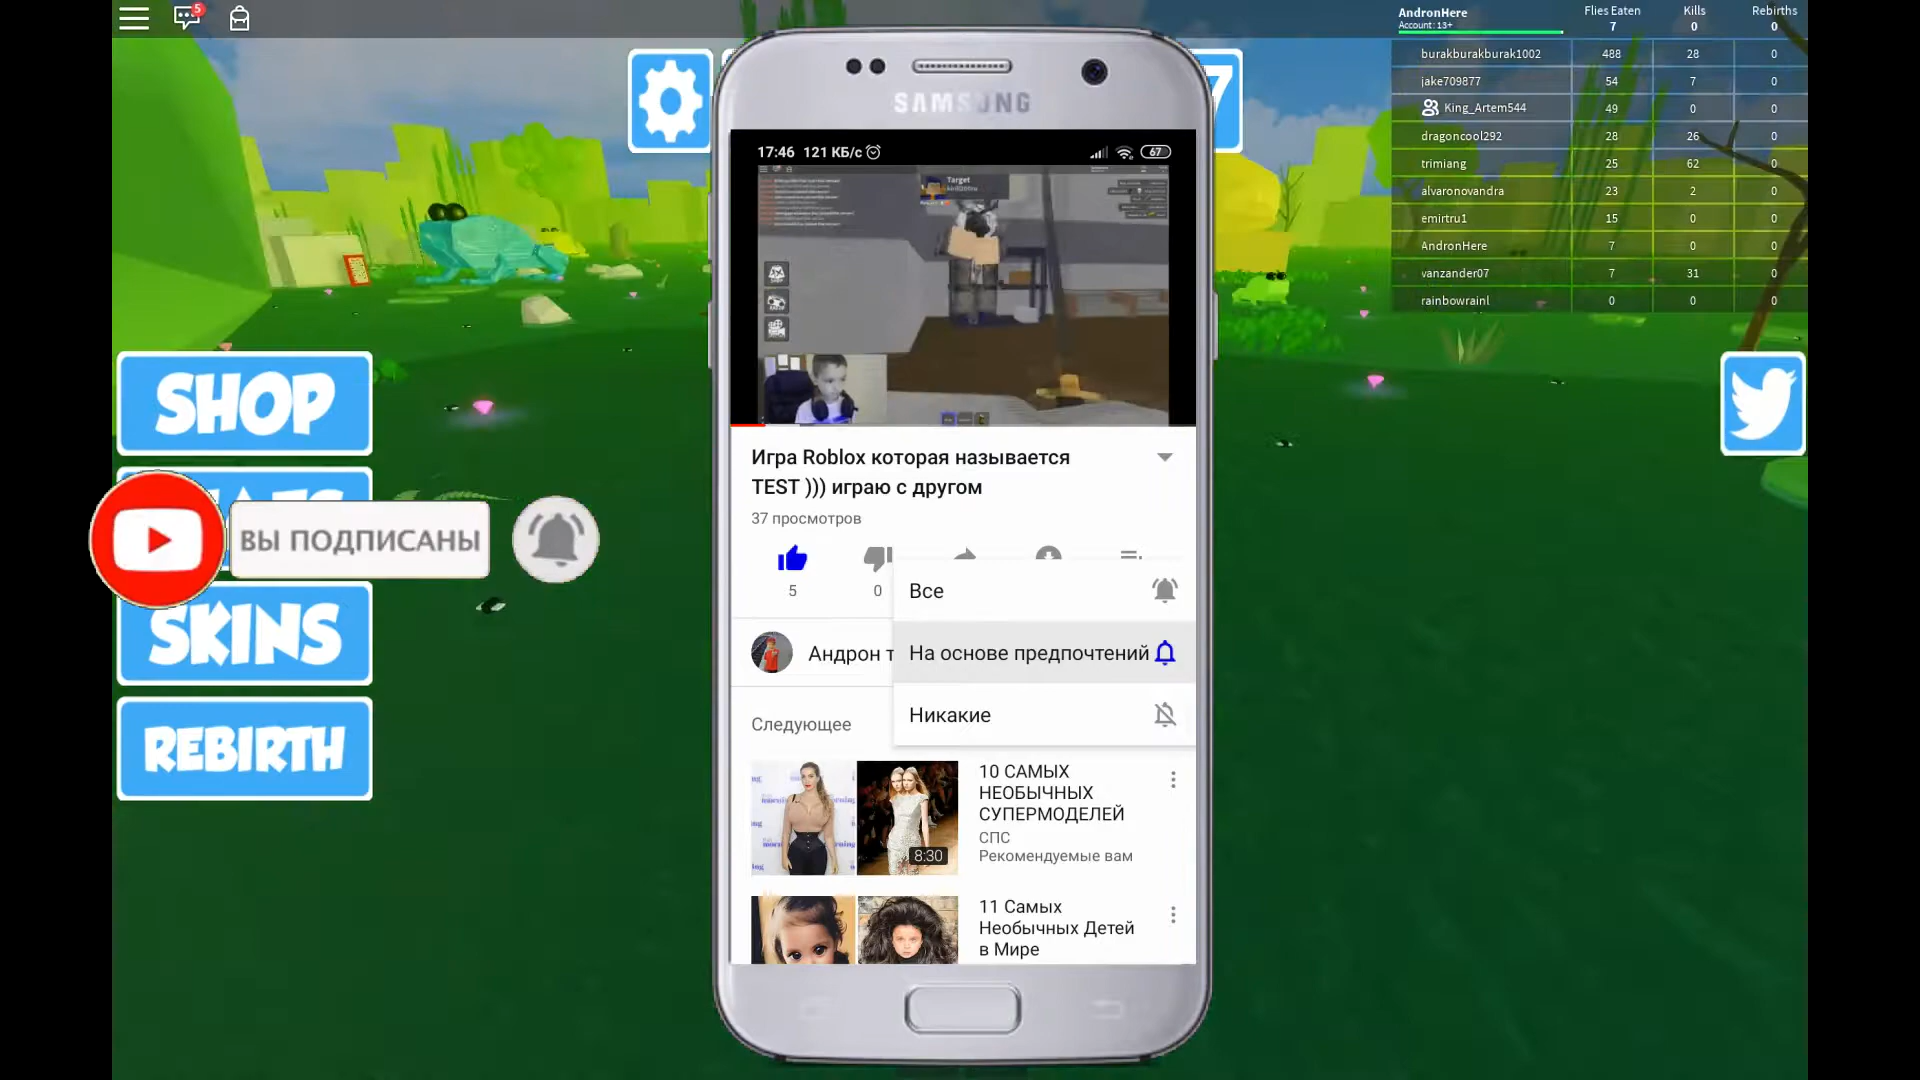 5
AndronHere
Account: 13+
Flies Eaten
7
Kills
0
Rebirths
0
burakburakburak1002 488 28 0
jake709877 54 7 0
King_Artem544 49 0 0
dragoncool292 28 26 0
trimiang 25 62 0
alvaronovandra 23 2 0
emirtru1 15 0 0
AndronHere 7 0 0
vanzander07 7 31 0
rainbowrainl 0 0 0
7
SAMSUNG
17:46 121 КБ/с 67
Target
SHOP
ВЫ ПОДПИСАНЫ
SKINS
REBIRTH
Игра Roblox которая называется
TEST ))) играю с другом
37 просмотров
5
0
Все
Андрон т
На основе предпочтений
Никакие
Следующее
10 САМЫХ
НЕОБЫЧНЫХ
СУПЕРМОДЕЛЕЙ
СПС
Рекомендуемые вам
8:30
11 Самых
Необычных Детей
в Мире